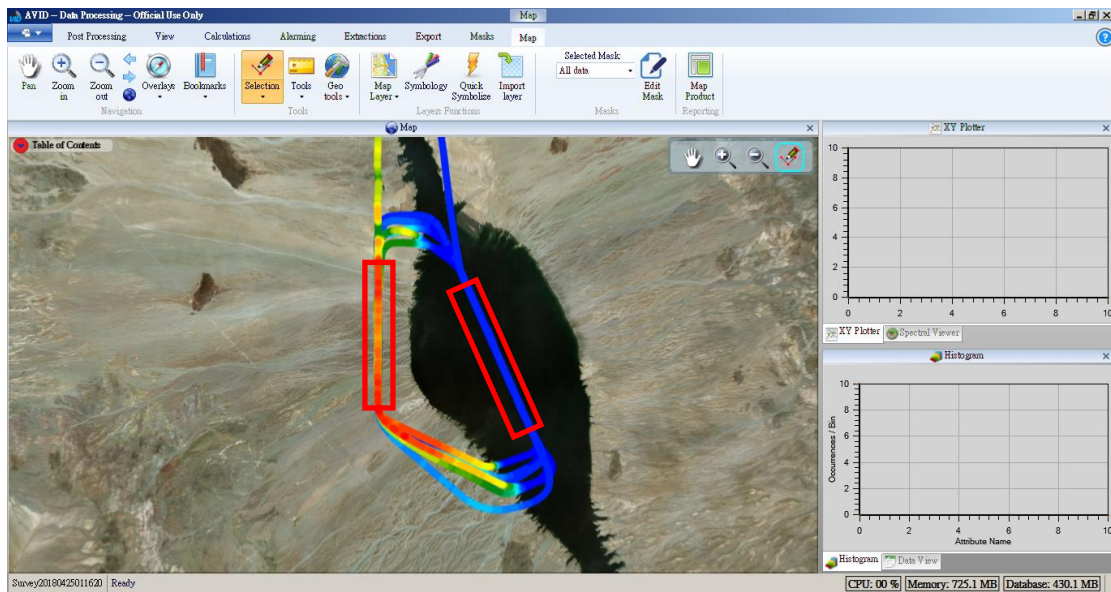 AVID -- Data Processing -- Official Use Only
Map
Post Processing View Calculations Alarming Extractions Export Masks Map
Pan
Zoom in
Zoom out
Overlays
Bookmarks
Selection
Tools
Geo tools
Map Layer
Symbology
Quick Symbolize
Import layer
Selected Mask:
All data
Edit Mask
Map Product
Navigation
Tools
Layers Functions
Masks
Reporting
Map
Table of Contents
XY Plotter
10
8
6
4
2
0
0 2 4 6 8 10
XY Plotter Spectral Viewer
Histogram
Occurrences / Bin
10
8
6
4
2
0
0 2 4 6 8 10
Attribute Name
Histogram Data View
Survey20180425011620 Ready
CPU: 00 % Memory: 725.1 MB Database: 430.1 MB